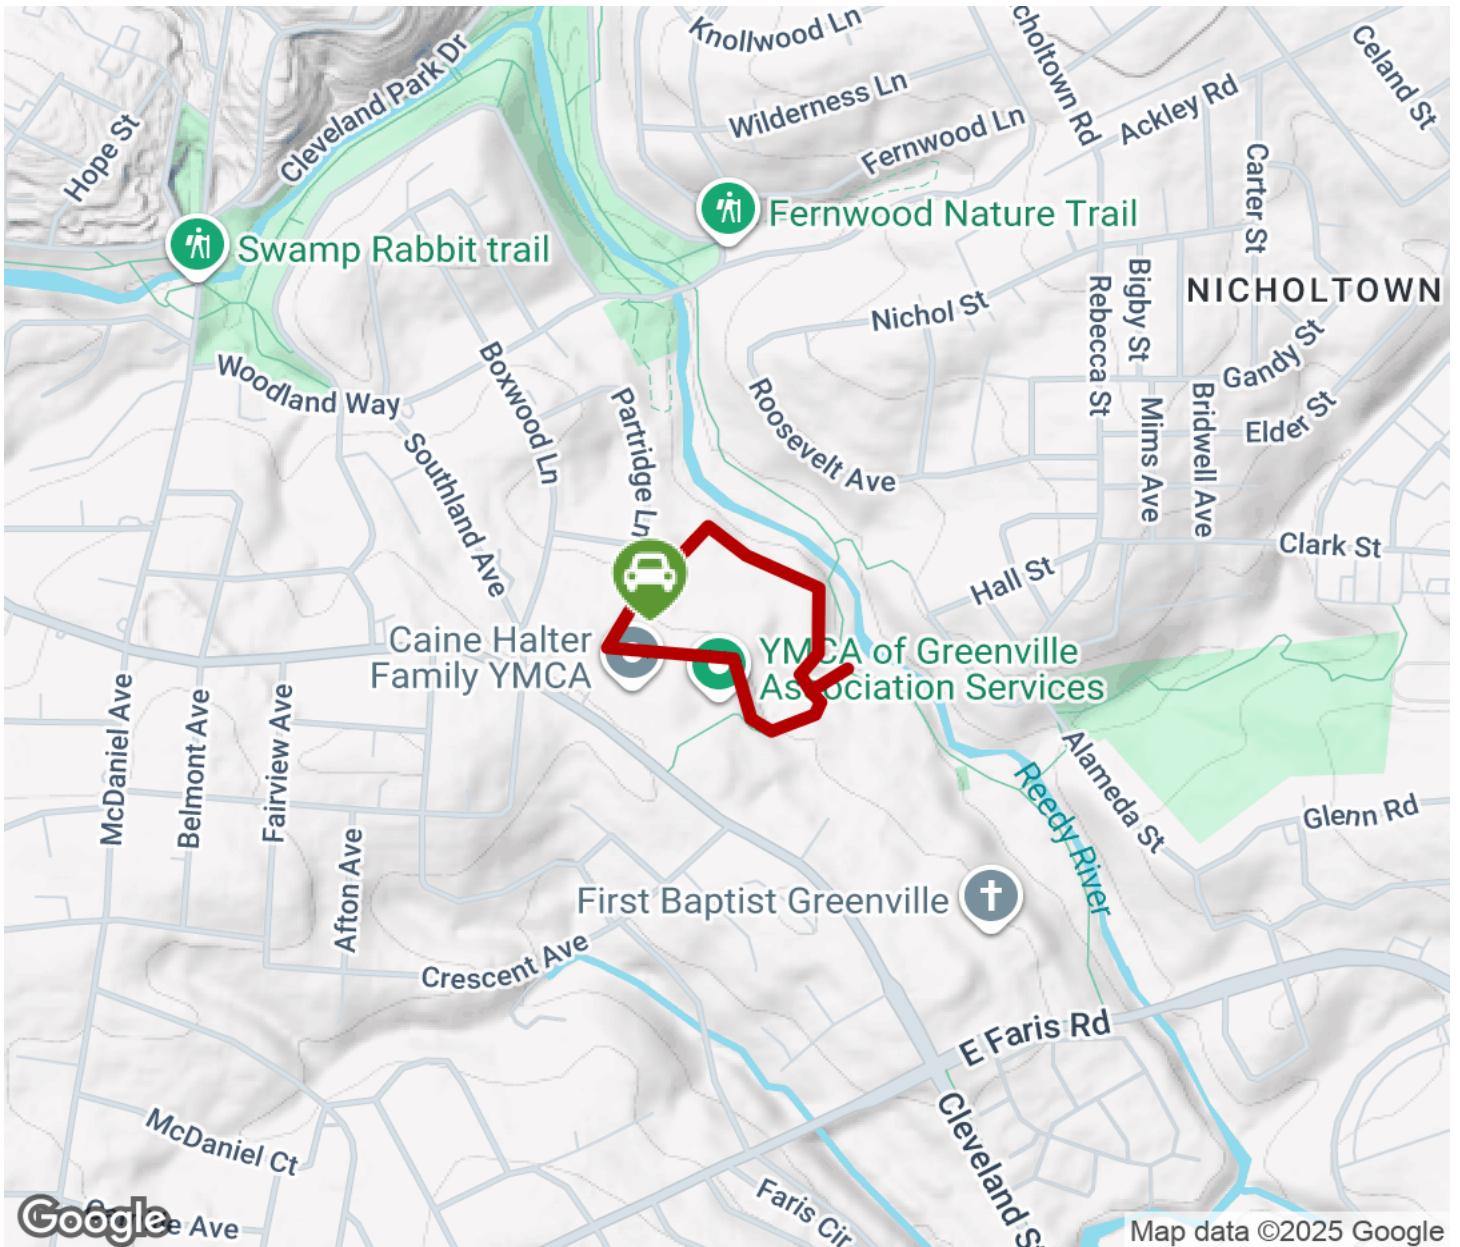 Knollwood Ln
choltown Rd
Celand St
Cleveland Park Dr
Wilderness Ln
Ackley Rd
Hope St
Fernwood Ln
Carter St
Fernwood Nature Trail
Swamp Rabbit trail
Bigby St
NICHOLTOWN
Rebecca St
Nichol St
Gandy St
Woodland Way
Boxwood Ln
Partridge Ln
Roosevelt Ave
Mims Ave
Bridwell Ave
Elder St
Southland Ave
Clark St
Hall St
Caine Halter
Family YMCA
YMCA of Greenville
Association Services
McDaniel Ave
Belmont Ave
Fairview Ave
Afton Ave
Alameda St
Reedy River
Glenn Rd
First Baptist Greenville
Crescent Ave
E Faris Rd
McDaniel Ct
Cleveland S
Faris Cir
Google
e Ave
Map data ©2025 Google